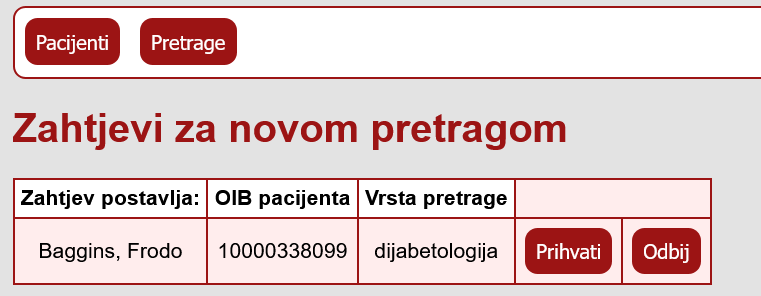 Pacijenti Pretrage
Zahtjevi za novom pretragom
Zahtjev postavlja: OIB pacijenta Vrsta pretrage
Baggins, Frodo 10000338099 dijabetologija Prihvati Odbij